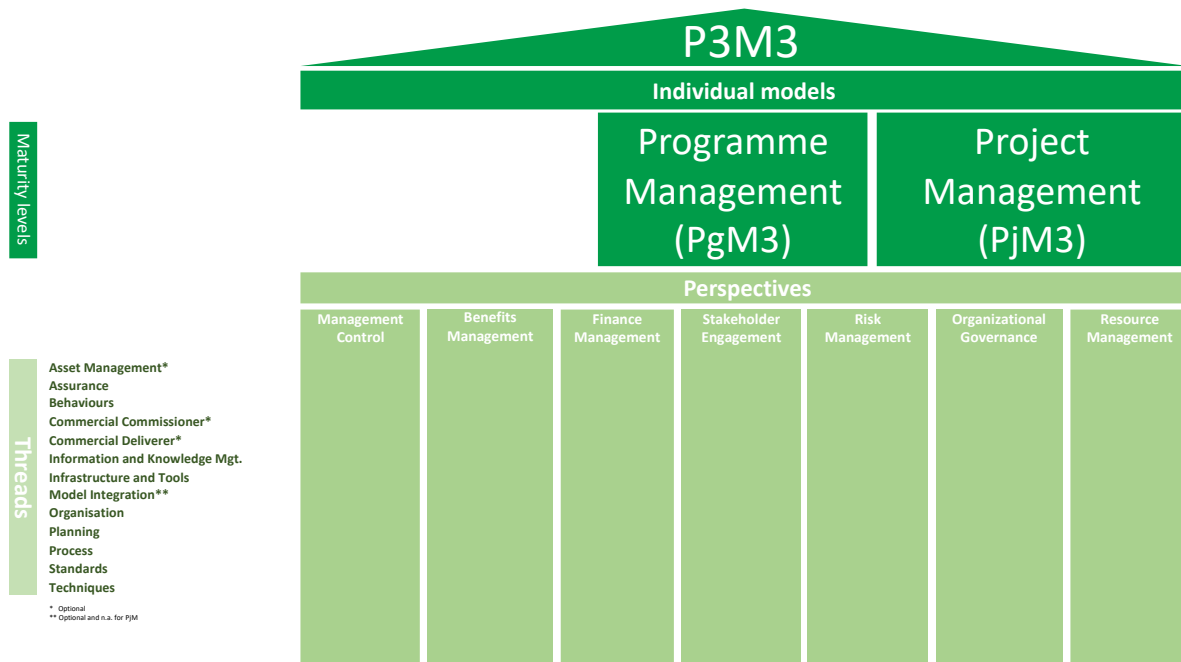 P3M3
Individual models
Maturity levels
Programme
Management
(PgM3)
Project
Management
(PjM3)
Perspectives
Management
Control
Benefits
Management
Finance
Management
Stakeholder
Engagement
Risk
Management
Organizational
Governance
Resource
Management
Threads
Asset Management*
Assurance
Behaviours
Commercial Commissioner*
Commercial Deliverer*
Information and Knowledge Mgt.
Infrastructure and Tools
Model Integration**
Organisation
Planning
Process
Standards
Techniques
* Optional
** Optional and n.a. for PjM